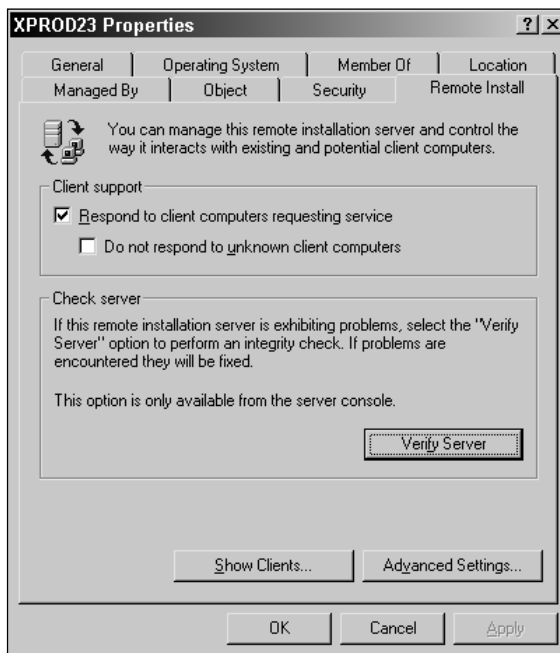 XPROD23 Properties
General Operating System Member Of Location
Managed By Object Security Remote Install
You can manage this remote installation server and control the
way it interacts with existing and potential client computers.
Client support
Respond to client computers requesting service
Do not respond to unknown client computers
Check server
If this remote installation server is exhibiting problems, select the "Verify
Server" option to perform an integrity check. If problems are
encountered they will be fixed.
This option is only available from the server console.
Verify Server
Show Clients... Advanced Settings...
OK Cancel Apply